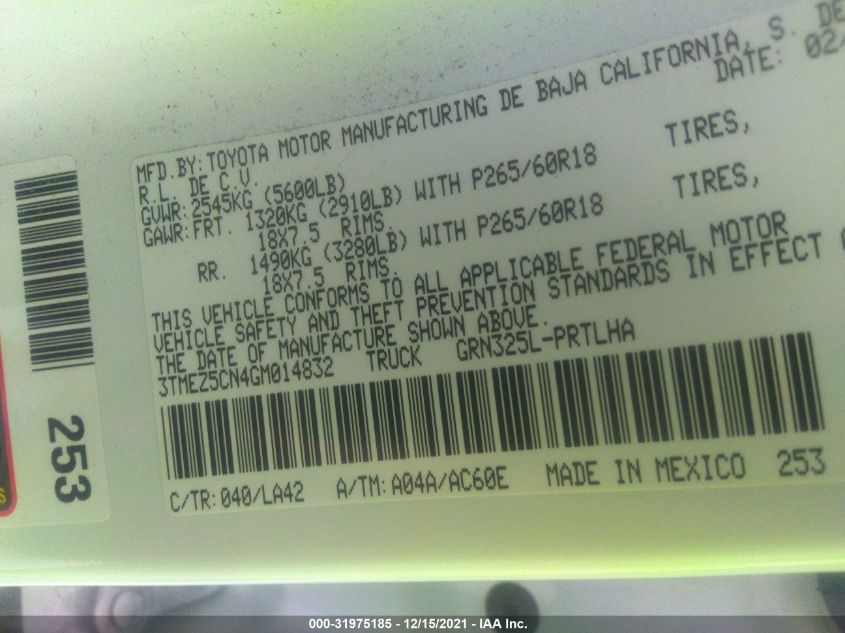 MFD.BY:TOYOTA MOTOR MANUFACTURING DE BAJA CALIFORNIA, S. DE
R.L. DE C.V. DATE: 02/
GVWR:2545KG (5600LB)
GAWR:FRT. 1320KG (2910LB) WITH P265/60R18 TIRES,
18X7.5 RIMS.
RR. 1490KG (3280LB) WITH P265/60R18 TIRES,
18X7.5 RIMS.
THIS VEHICLE CONFORMS TO ALL APPLICABLE FEDERAL MOTOR
VEHICLE SAFETY AND THEFT PREVENTION STANDARDS IN EFFECT
THE DATE OF MANUFACTURE SHOWN ABOVE.
3TMEZ5CN4GM014832 TRUCK GRN325L-PRTLHA
C/TR:040/LA42 A/TM:A04A/AC60E MADE IN MEXICO 253
253
000-31975185 - 12/15/2021 - IAA Inc.